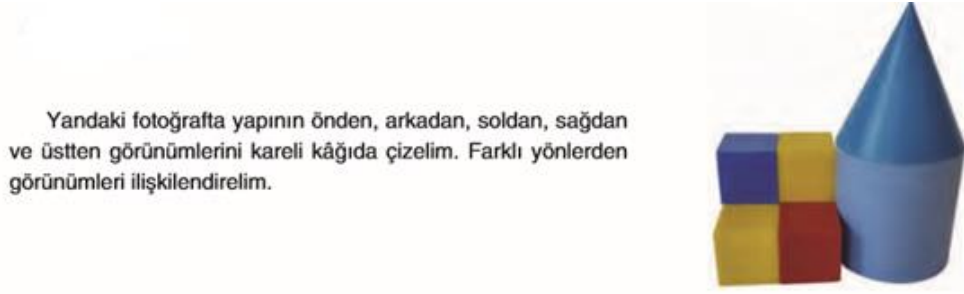 Yandaki fotoğrafta yapının önden, arkadan, soldan, sağdan
ve üstten görünümlerini kareli kâğıda çizelim. Farklı yönlerden
görünümleri ilişkilendirelim.